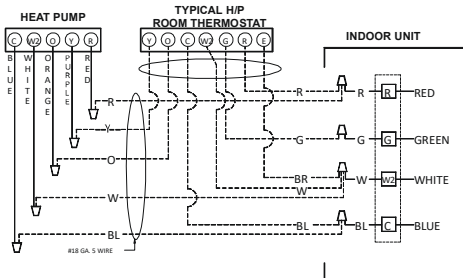 HEAT PUMP
TYPICAL H/P
ROOM THERMOSTAT
INDOOR UNIT
C W2 O Y R
Y O C W2 G R E
BLUE
WHITE
ORANGE
PURPLE
RED
R
Y
O
W
BL
#18 GA. 5 WIRE
R R R RED
G G G GREEN
BR
W W W2 WHITE
BL BL C BLUE